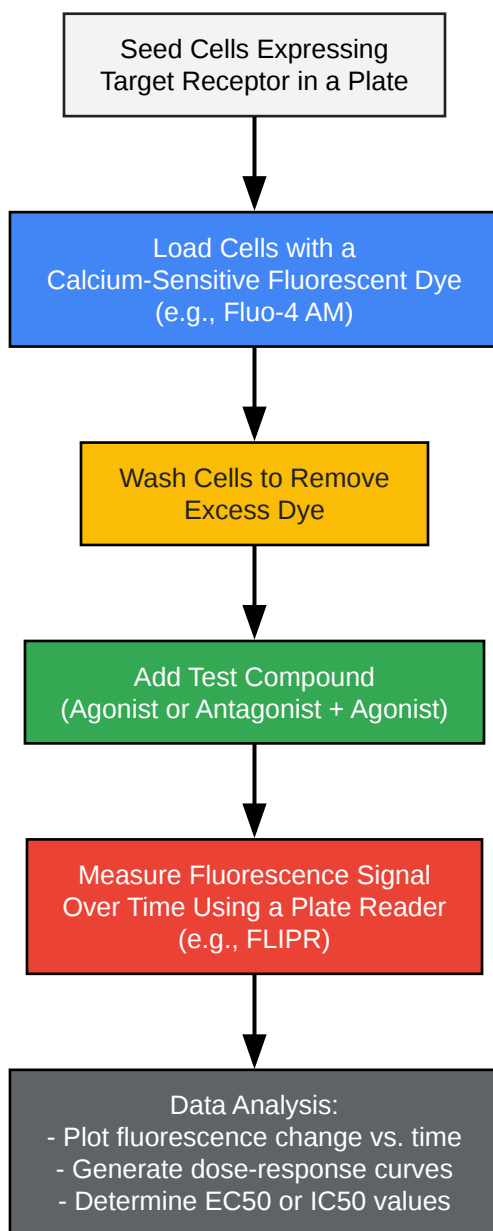 Seed Cells Expressing
Target Receptor in a Plate
Load Cells with a
Calcium-Sensitive Fluorescent Dye
(e.g., Fluo-4 AM)
Wash Cells to Remove
Excess Dye
Add Test Compound
(Agonist or Antagonist + Agonist)
Measure Fluorescence Signal
Over Time Using a Plate Reader
(e.g., FLIPR)
Data Analysis:
- Plot fluorescence change vs. time
- Generate dose-response curves
- Determine EC50 or IC50 values